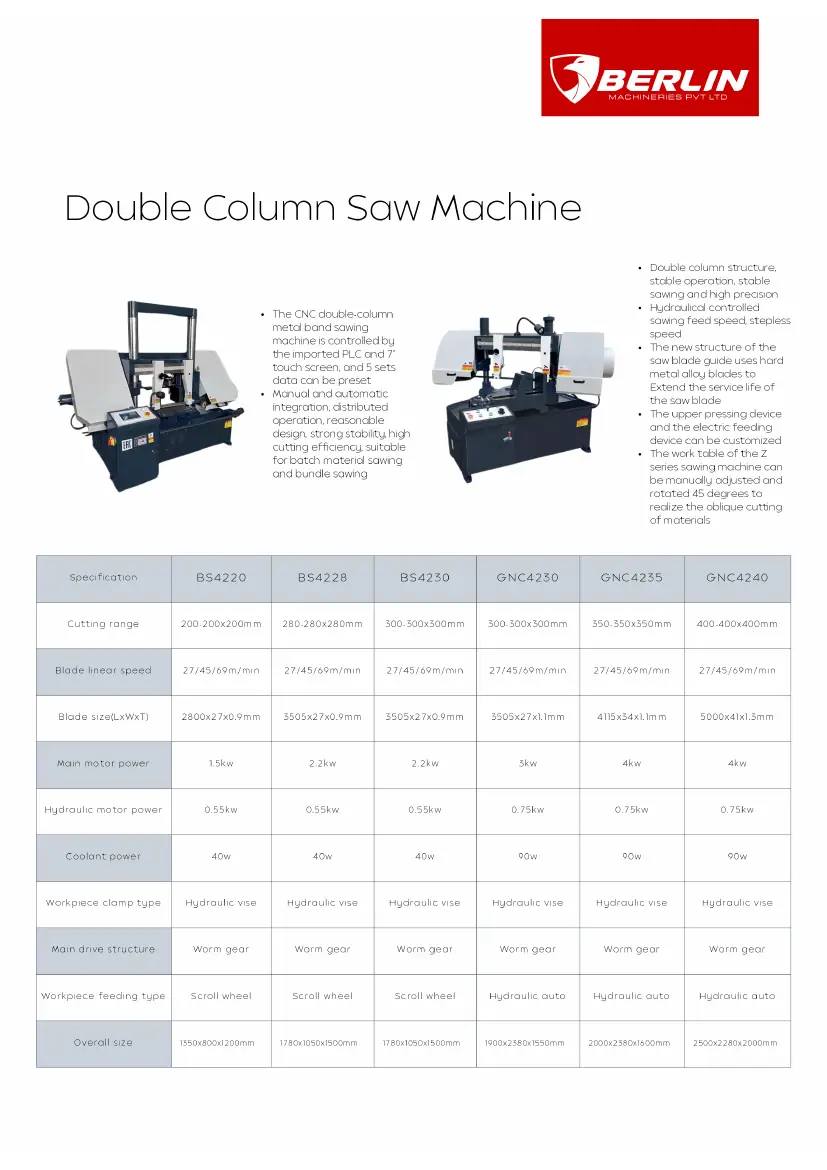 BERLIN
MACHINERIES PVT LTD
Double Column Saw Machine
• The CNC double-column
metal band sawing
machine is controlled by
the imported PLC and 7"
touch screen, and 5 sets
data can be preset
• Manual and automatic
integration, distributed
operation, reasonable
design, strong stability, high
cutting efficiency, suitable
for batch material sawing
and bundle sawing
• Double column structure,
stable operation, stable
sawing and high precision
• Hydraulical controlled
sawing feed speed, stepless
speed
• The new structure of the
saw blade guide uses hard
metal alloy blades to
Extend the service life of
the saw blade
• The upper pressing device
and the electric feeding
device can be customized
• The work table of the Z
series sawing machine can
be manually adjusted and
rotated 45 degrees to
realize the oblique cutting
of materials
Specification BS4220 BS4228 BS4230 GNC4230 GNC4235 GNC4240
Cutting range 200-200x200mm 280-280x280mm 300-300x300mm 300-300x300mm 350-350x350mm 400-400x400mm
Blade linear speed 27/45/69m/min 27/45/69m/min 27/45/69m/min 27/45/69m/min 27/45/69m/min 27/45/69m/min
Blade size(LxWxT) 2800x27x0.9mm 3505x27x0.9mm 3505x27x0.9mm 3505x27x1.1mm 4115x34x1.1mm 5000x41x1.3mm
Main motor power 1.5kw 2.2kw 2.2kw 3kw 4kw 4kw
Hydraulic motor power 0.55kw 0.55kw 0.55kw 0.75kw 0.75kw 0.75kw
Coolant power 40w 40w 40w 90w 90w 90w
Workpiece clamp type Hydraulic vise Hydraulic vise Hydraulic vise Hydraulic vise Hydraulic vise Hydraulic vise
Main drive structure Worm gear Worm gear Worm gear Worm gear Worm gear Worm gear
Workpiece feeding type Scroll wheel Scroll wheel Scroll wheel Hydraulic auto Hydraulic auto Hydraulic auto
Overall size 1350x800x1200mm 1780x1050x1500mm 1780x1050x1500mm 1900x2380x1550mm 2000x2380x1600mm 2500x2280x2000mm